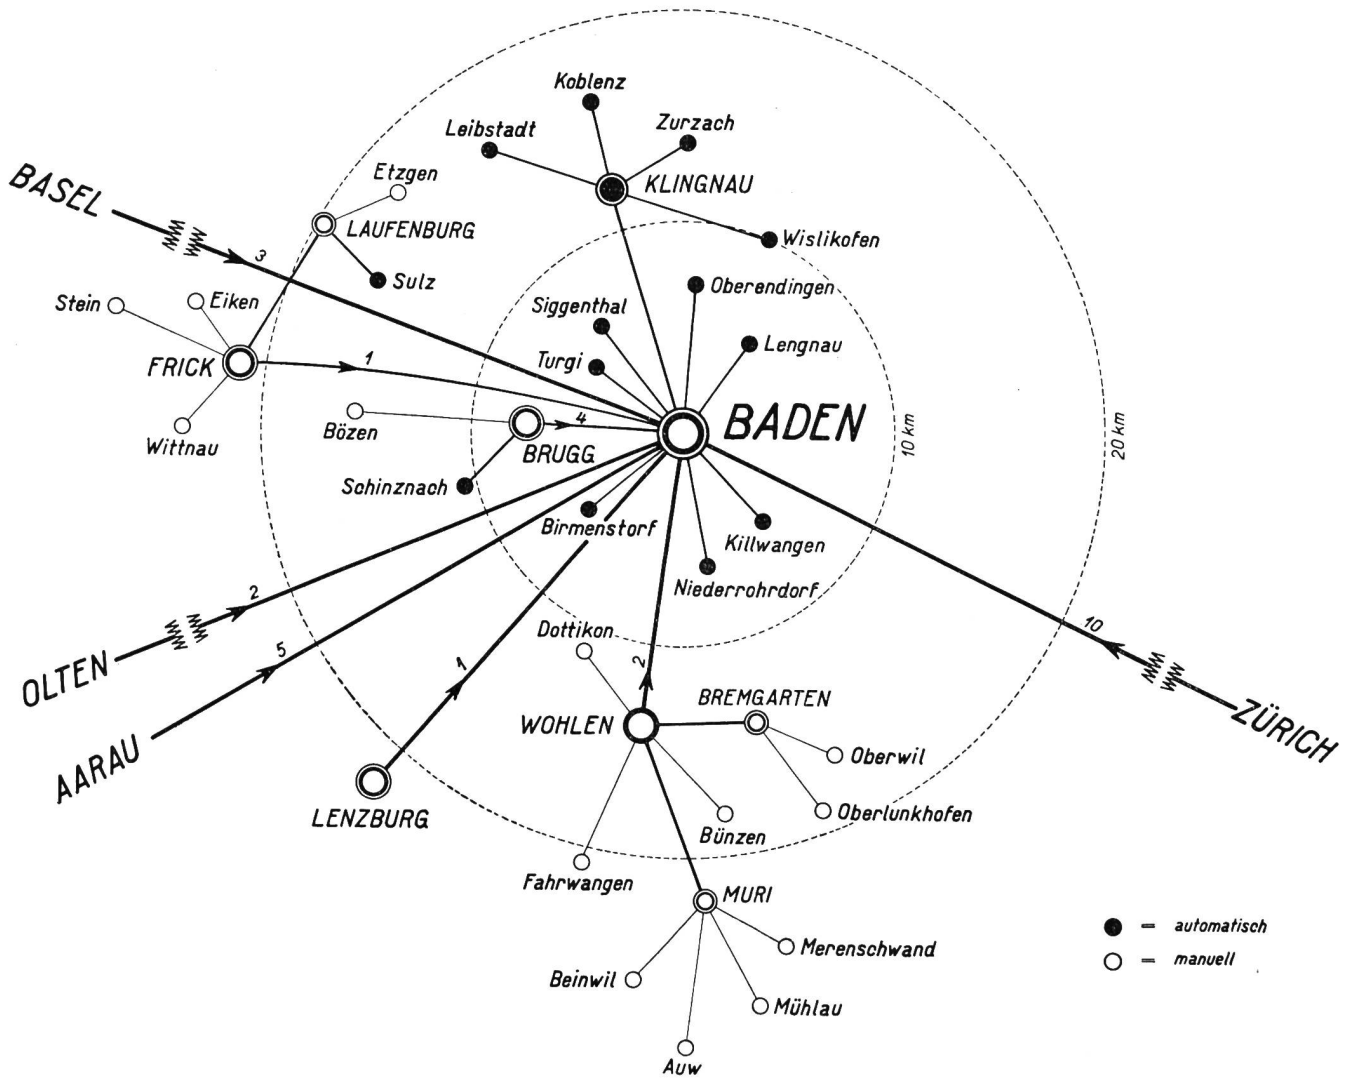 Koblenz
Zurzach
Leibstadt
KLINGNAU
Etzgen
BASEL
LAUFENBURG
Wislikofen
3
Sulz
Oberendingen
Stein
Eiken
Siggenthal
Lengnau
Turgi
FRICK
1
BADEN
4
Bözen
Wittnau
BRUGG
10 km
20 km
Schinznach
Birmenstorf
Killwangen
Niederrohrdorf
2
OLTEN
5
AARAU
1
Dottikon
2
10
BREMGARTEN
WOHLEN
ZÜRICH
Oberwil
LENZBURG
Oberlunkhofen
Bünzen
Fahrwangen
MURI
Merenschwand
Beinwil
Mühlau
Auw
= automatisch
= manuell